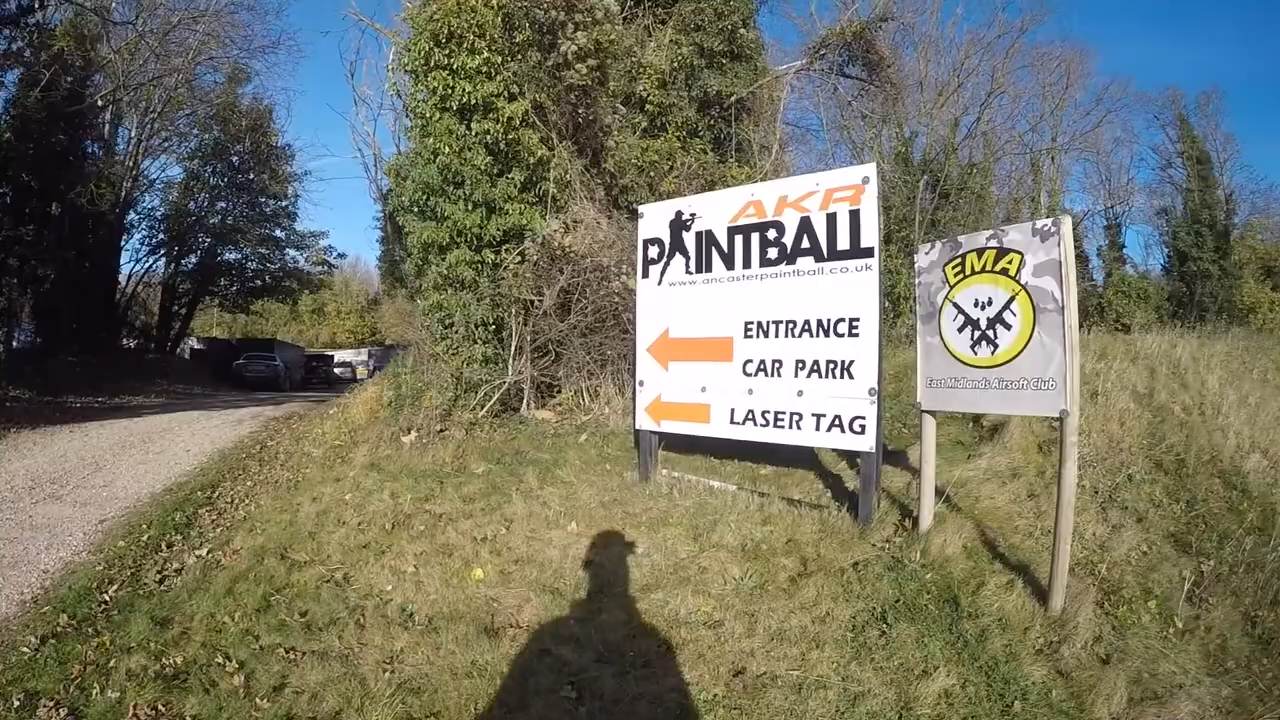 AKR
PAINTBALL
www.ancasterpaintball.co.uk
ENTRANCE
CAR PARK
LASER TAG
EMA
East Midlands Airsoft Club